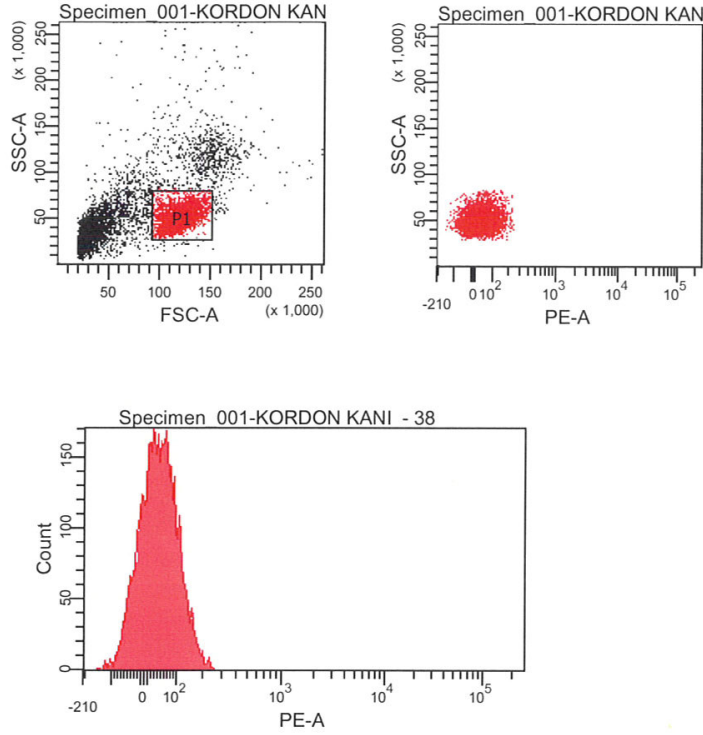 Specimen_001-KORDON KAN
SSC-A
(x 1,000)
250
200
150
100
50
P1
50 100 150 200 250
FSC-A (x 1,000)
Specimen_001-KORDON KAN
SSC-A
(x 1,000)
250
200
150
100
50
-210 0 10² 10³ 10⁴ 10⁵
PE-A
Specimen_001-KORDON KANI - 38
Count
150
100
50
0
-210 0 10² 10³ 10⁴ 10⁵
PE-A